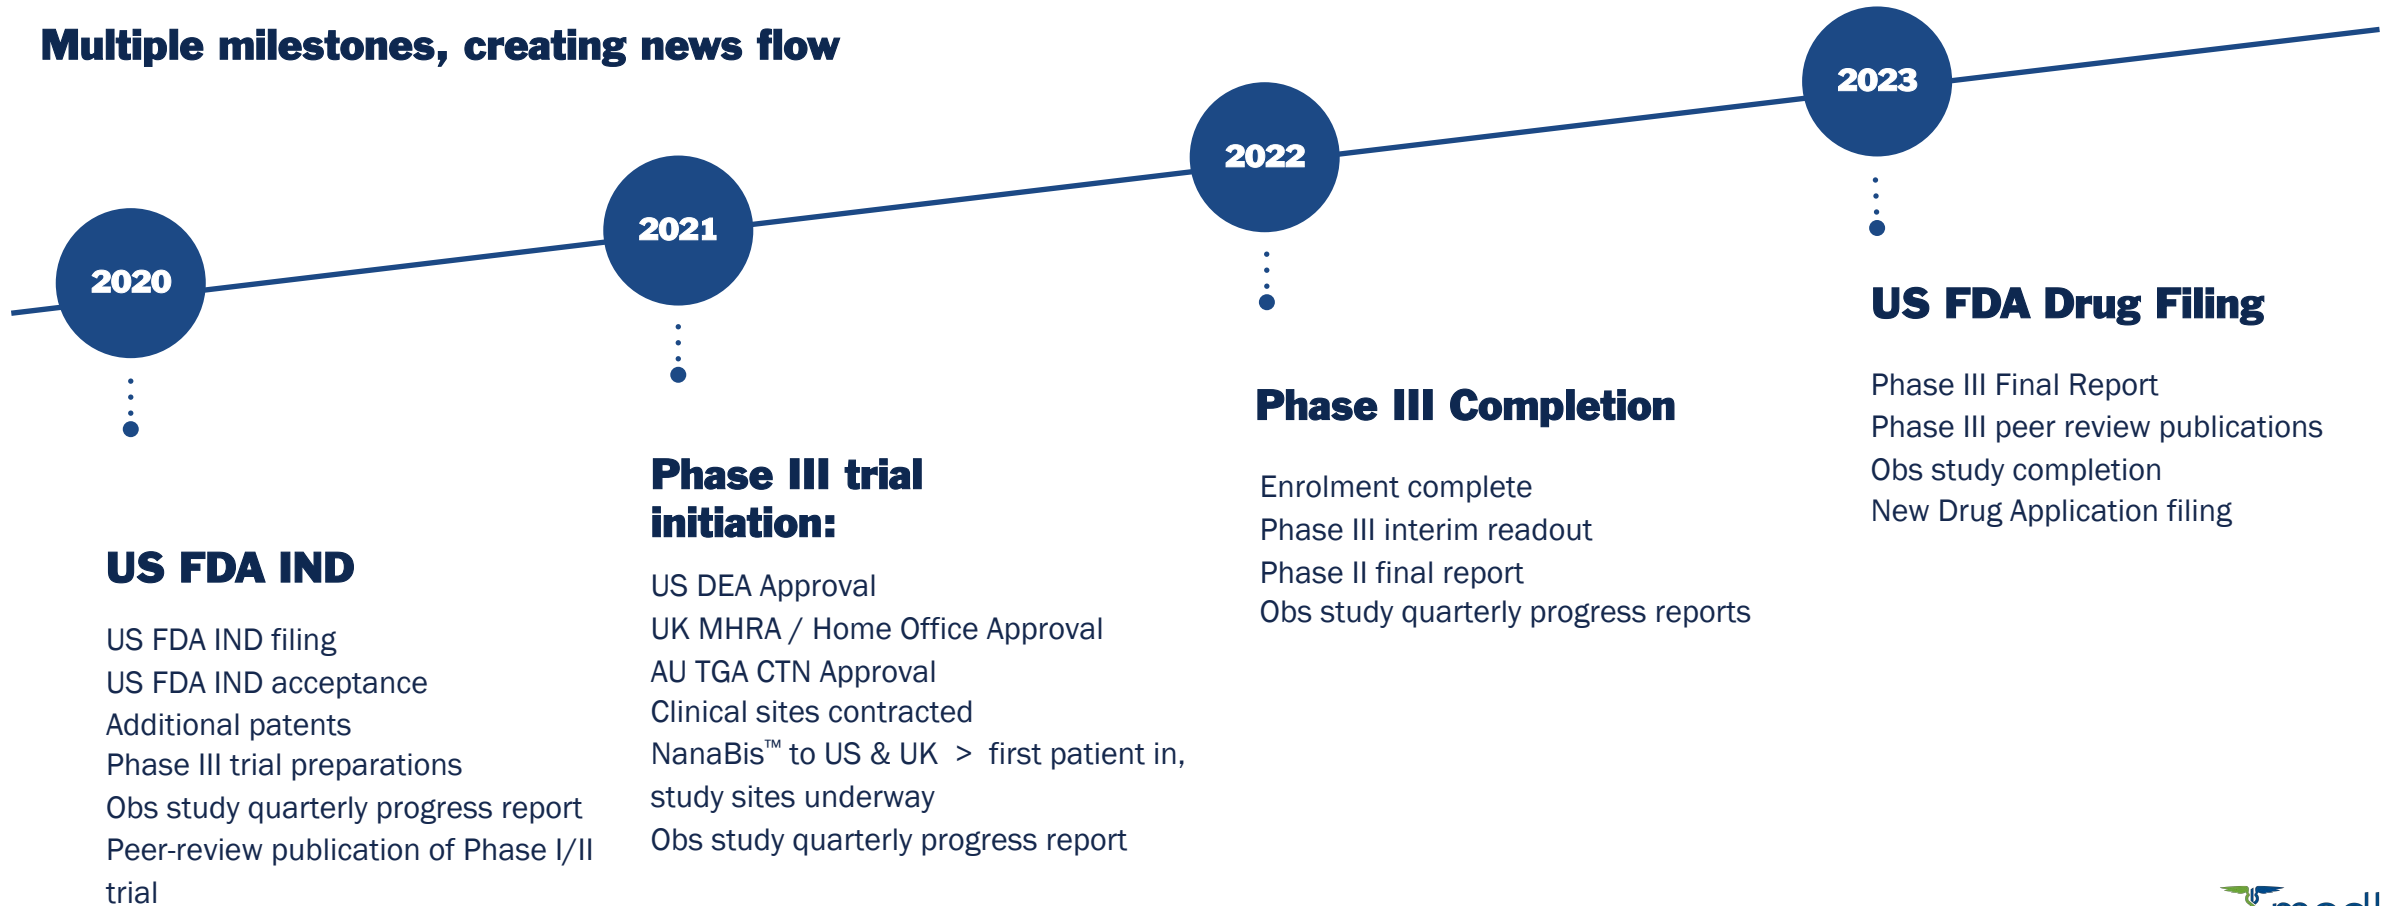 Multiple milestones, creating news flow
2020
US FDA IND
US FDA IND filing
US FDA IND acceptance
Additional patents
Phase III trial preparations
Obs study quarterly progress report
Peer-review publication of Phase I/II
trial
2021
Phase III trial
initiation:
US DEA Approval
UK MHRA / Home Office Approval
AU TGA CTN Approval
Clinical sites contracted
NanaBis™ to US & UK > first patient in,
study sites underway
Obs study quarterly progress report
2022
Phase III Completion
Enrolment complete
Phase III interim readout
Phase II final report
Obs study quarterly progress reports
2023
US FDA Drug Filing
Phase III Final Report
Phase III peer review publications
Obs study completion
New Drug Application filing